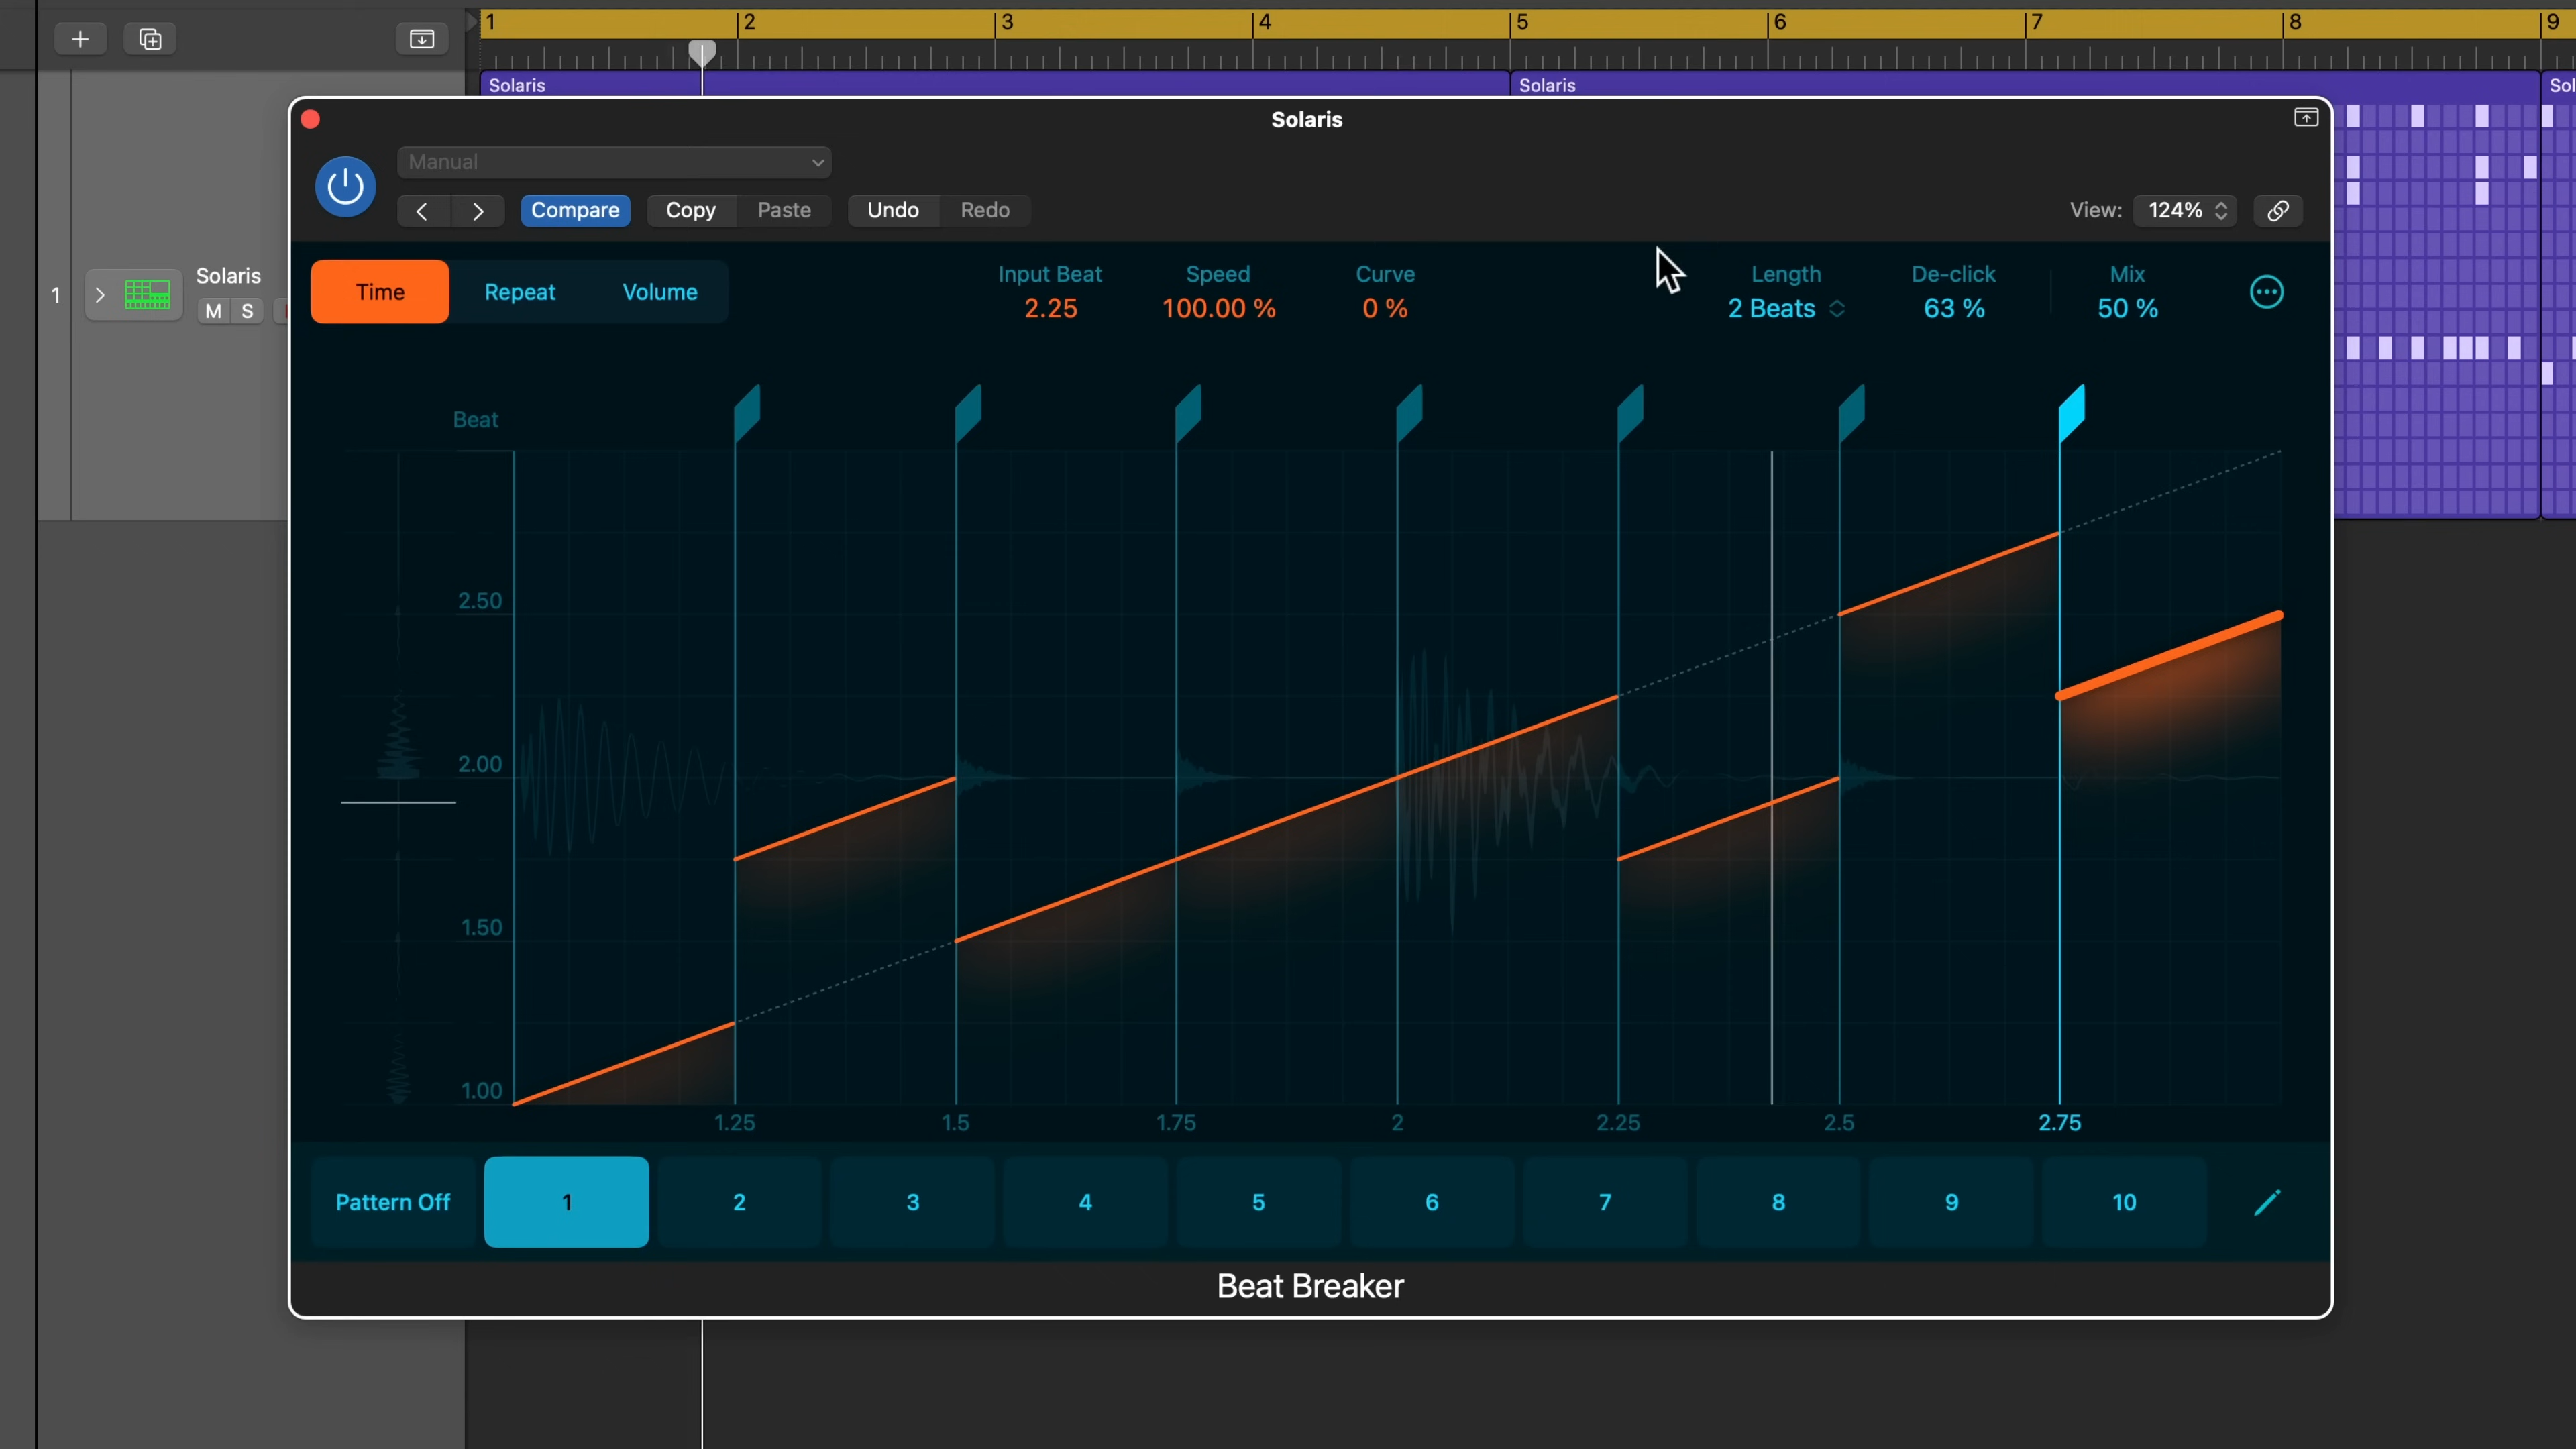 1 2 3 4 5 6 7 8 9
Solaris Solaris Sol
Solaris
Manual
Compare Copy Paste Undo Redo View: 124%
1 Solaris
M S
Time Repeat Volume
Input Beat Speed Curve Length De-click Mix
2.25 100.00 % 0 % 2 Beats 63 % 50 %
Beat
2.50
2.00
1.50
1.00
1.25 1.5 1.75 2 2.25 2.5 2.75
Pattern Off 1 2 3 4 5 6 7 8 9 10
Beat Breaker